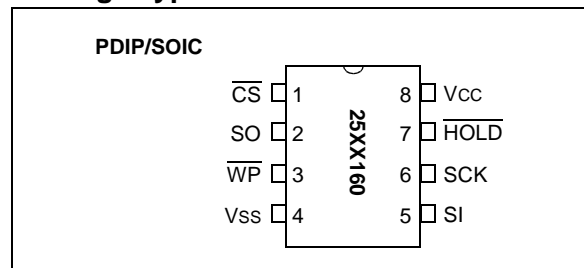 PDIP/SOIC
CS 1 8 VCC
SO 2 7 HOLD
WP 3 6 SCK
VSS 4 5 SI
25XX160